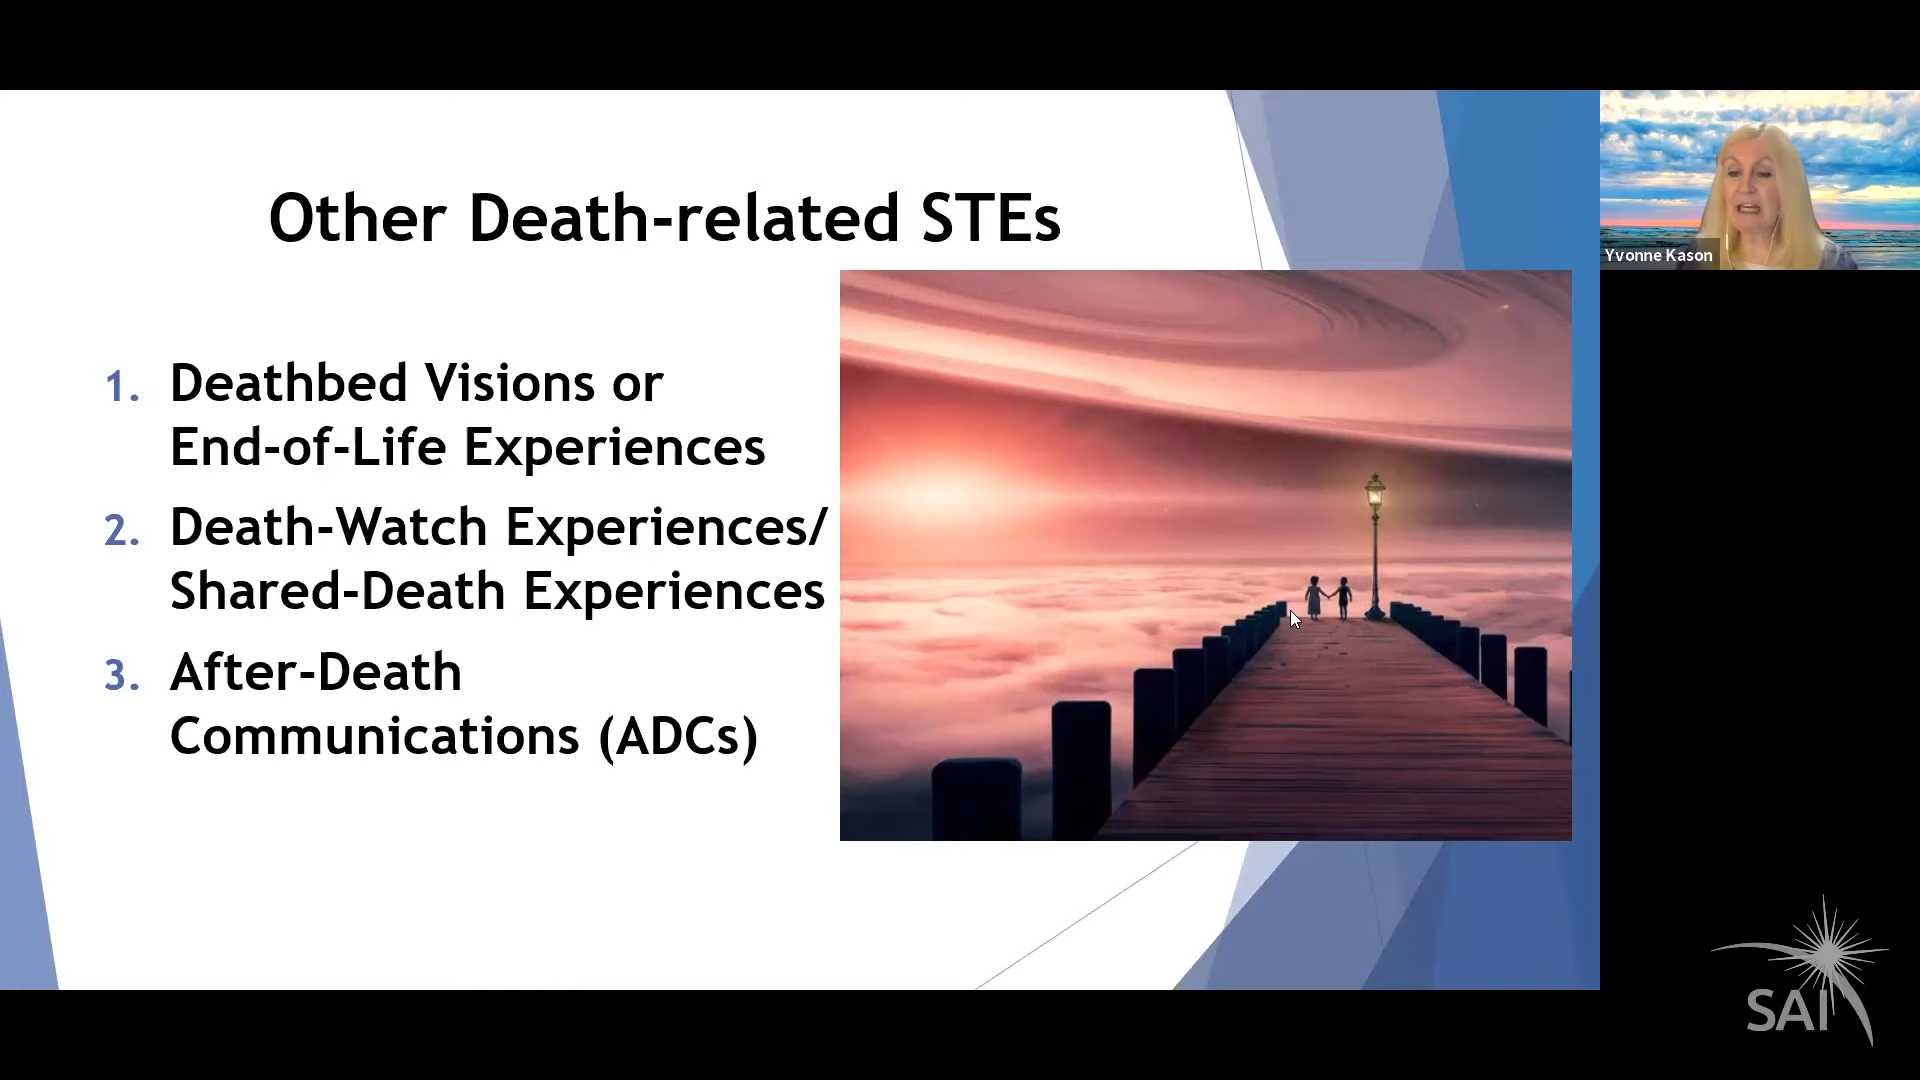 Other Death-related STEs
1. Deathbed Visions or
End-of-Life Experiences
2. Death-Watch Experiences/
Shared-Death Experiences
3. After-Death
Communications (ADCs)
Yvonne Kason
SAI